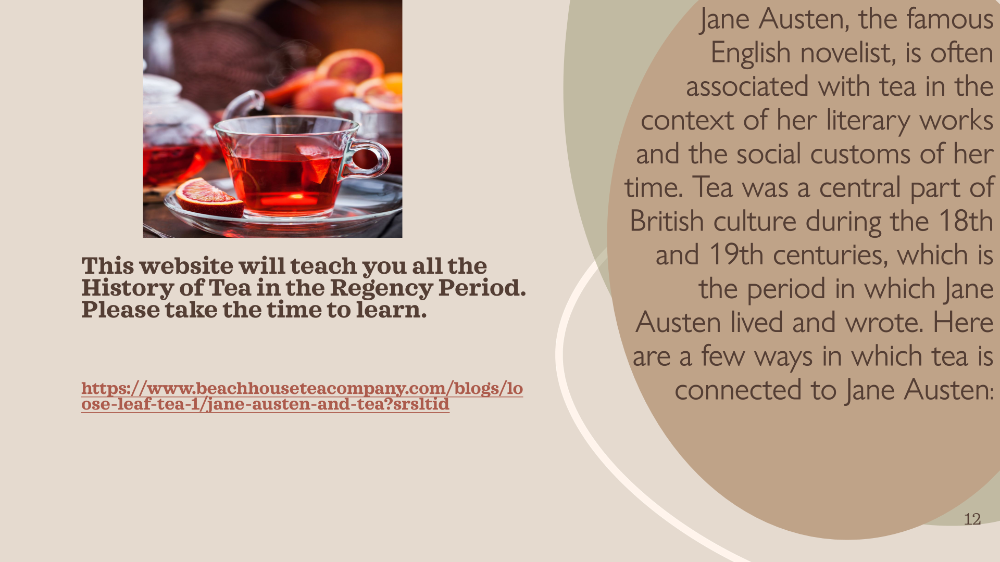 This website will teach you all the
History of Tea in the Regency Period.
Please take the time to learn.
https://www.beachhouseteacompany.com/blogs/lo
ose-leaf-tea-1/jane-austen-and-tea?srsltid
Jane Austen, the famous
English novelist, is often
associated with tea in the
context of her literary works
and the social customs of her
time. Tea was a central part of
British culture during the 18th
and 19th centuries, which is
the period in which Jane
Austen lived and wrote. Here
are a few ways in which tea is
connected to Jane Austen:
12